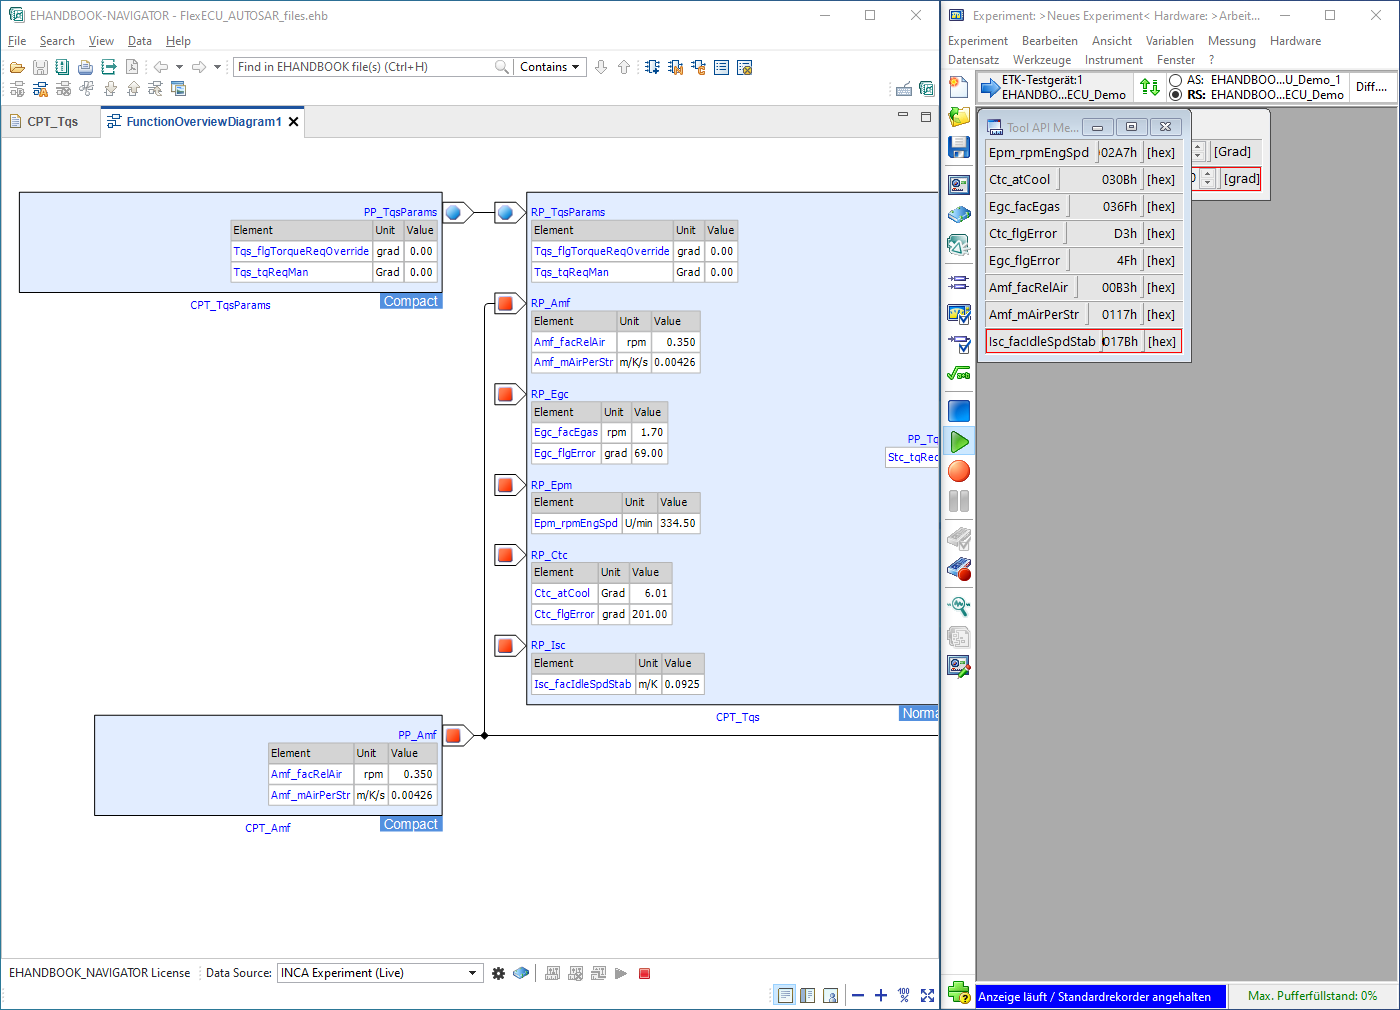 EHANDBOOK-NAVIGATOR - FlexECU_AUTOSAR_files.ehb
File Search View Data Help
Find in EHANDBOOK file(s) (Ctrl+H)
Contains
CPT_Tqs
FunctionOverviewDiagram1
PP_TqsParams
Element Unit Value
Tqs_flgTorqueReqOverride grad 0.00
Tqs_tqReqMan Grad 0.00
Compact
CPT_TqsParams
RP_TqsParams
Element Unit Value
Tqs_flgTorqueReqOverride grad 0.00
Tqs_tqReqMan Grad 0.00
RP_Amf
Element Unit Value
Amf_facRelAir rpm 0.350
Amf_mAirPerStr m/K/s 0.00426
RP_Egc
Element Unit Value
Egc_facEgas rpm 1.70
Egc_flgError grad 69.00
PP_Tq
Stc_tqRec
RP_Epm
Element Unit Value
Epm_rpmEngSpd U/min 334.50
RP_Ctc
Element Unit Value
Ctc_atCool Grad 6.01
Ctc_flgError grad 201.00
RP_Isc
Element Unit Value
Isc_facIdleSpdStab m/K 0.0925
Norma
CPT_Tqs
PP_Amf
Element Unit Value
Amf_facRelAir rpm 0.350
Amf_mAirPerStr m/K/s 0.00426
Compact
CPT_Amf
EHANDBOOK_NAVIGATOR License
Data Source: INCA Experiment (Live)
100 %
Experiment: >Neues Experiment< Hardware: >Arbeit...
Experiment Bearbeiten Ansicht Variablen Messung Hardware
Datensatz Werkzeuge Instrument Fenster ?
ETK-Testgerät:1
EHANDBO...ECU_Demo
AS: EHANDBOO...U_Demo_1
RS: EHANDBOO...ECU_Demo
Diff....
Tool API Me...
Epm_rpmEngSpd 02A7h [hex]
[Grad]
Ctc_atCool 030Bh [hex]
0 [grad]
Egc_facEgas 036Fh [hex]
Ctc_flgError D3h [hex]
Egc_flgError 4Fh [hex]
Amf_facRelAir 00B3h [hex]
Amf_mAirPerStr 0117h [hex]
Isc_facIdleSpdStab 017Bh [hex]
Anzeige läuft / Standardrekorder angehalten
Max. Pufferfüllstand: 0%